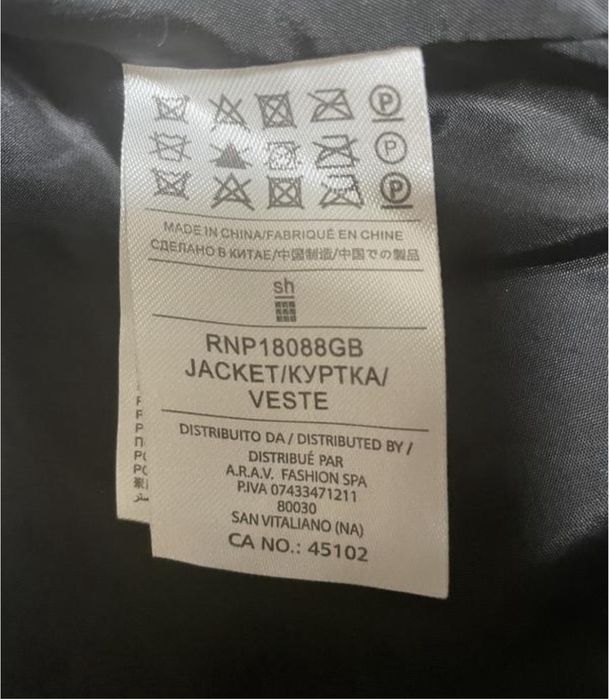 P
P
P
MADE IN CHINA/FABRIQUÉ EN CHINE
СДЕЛАНО В КИТАЕ/中国制造/中国での製品
sh
RNP18088GB
JACKET/КУРТКА/
VESTE
DISTRIBUITO DA / DISTRIBUTED BY /
DISTRIBUÉ PAR
A.R.A.V. FASHION SPA
P.IVA 07433471211
80030
SAN VITALIANO (NA)
CA NO.: 45102